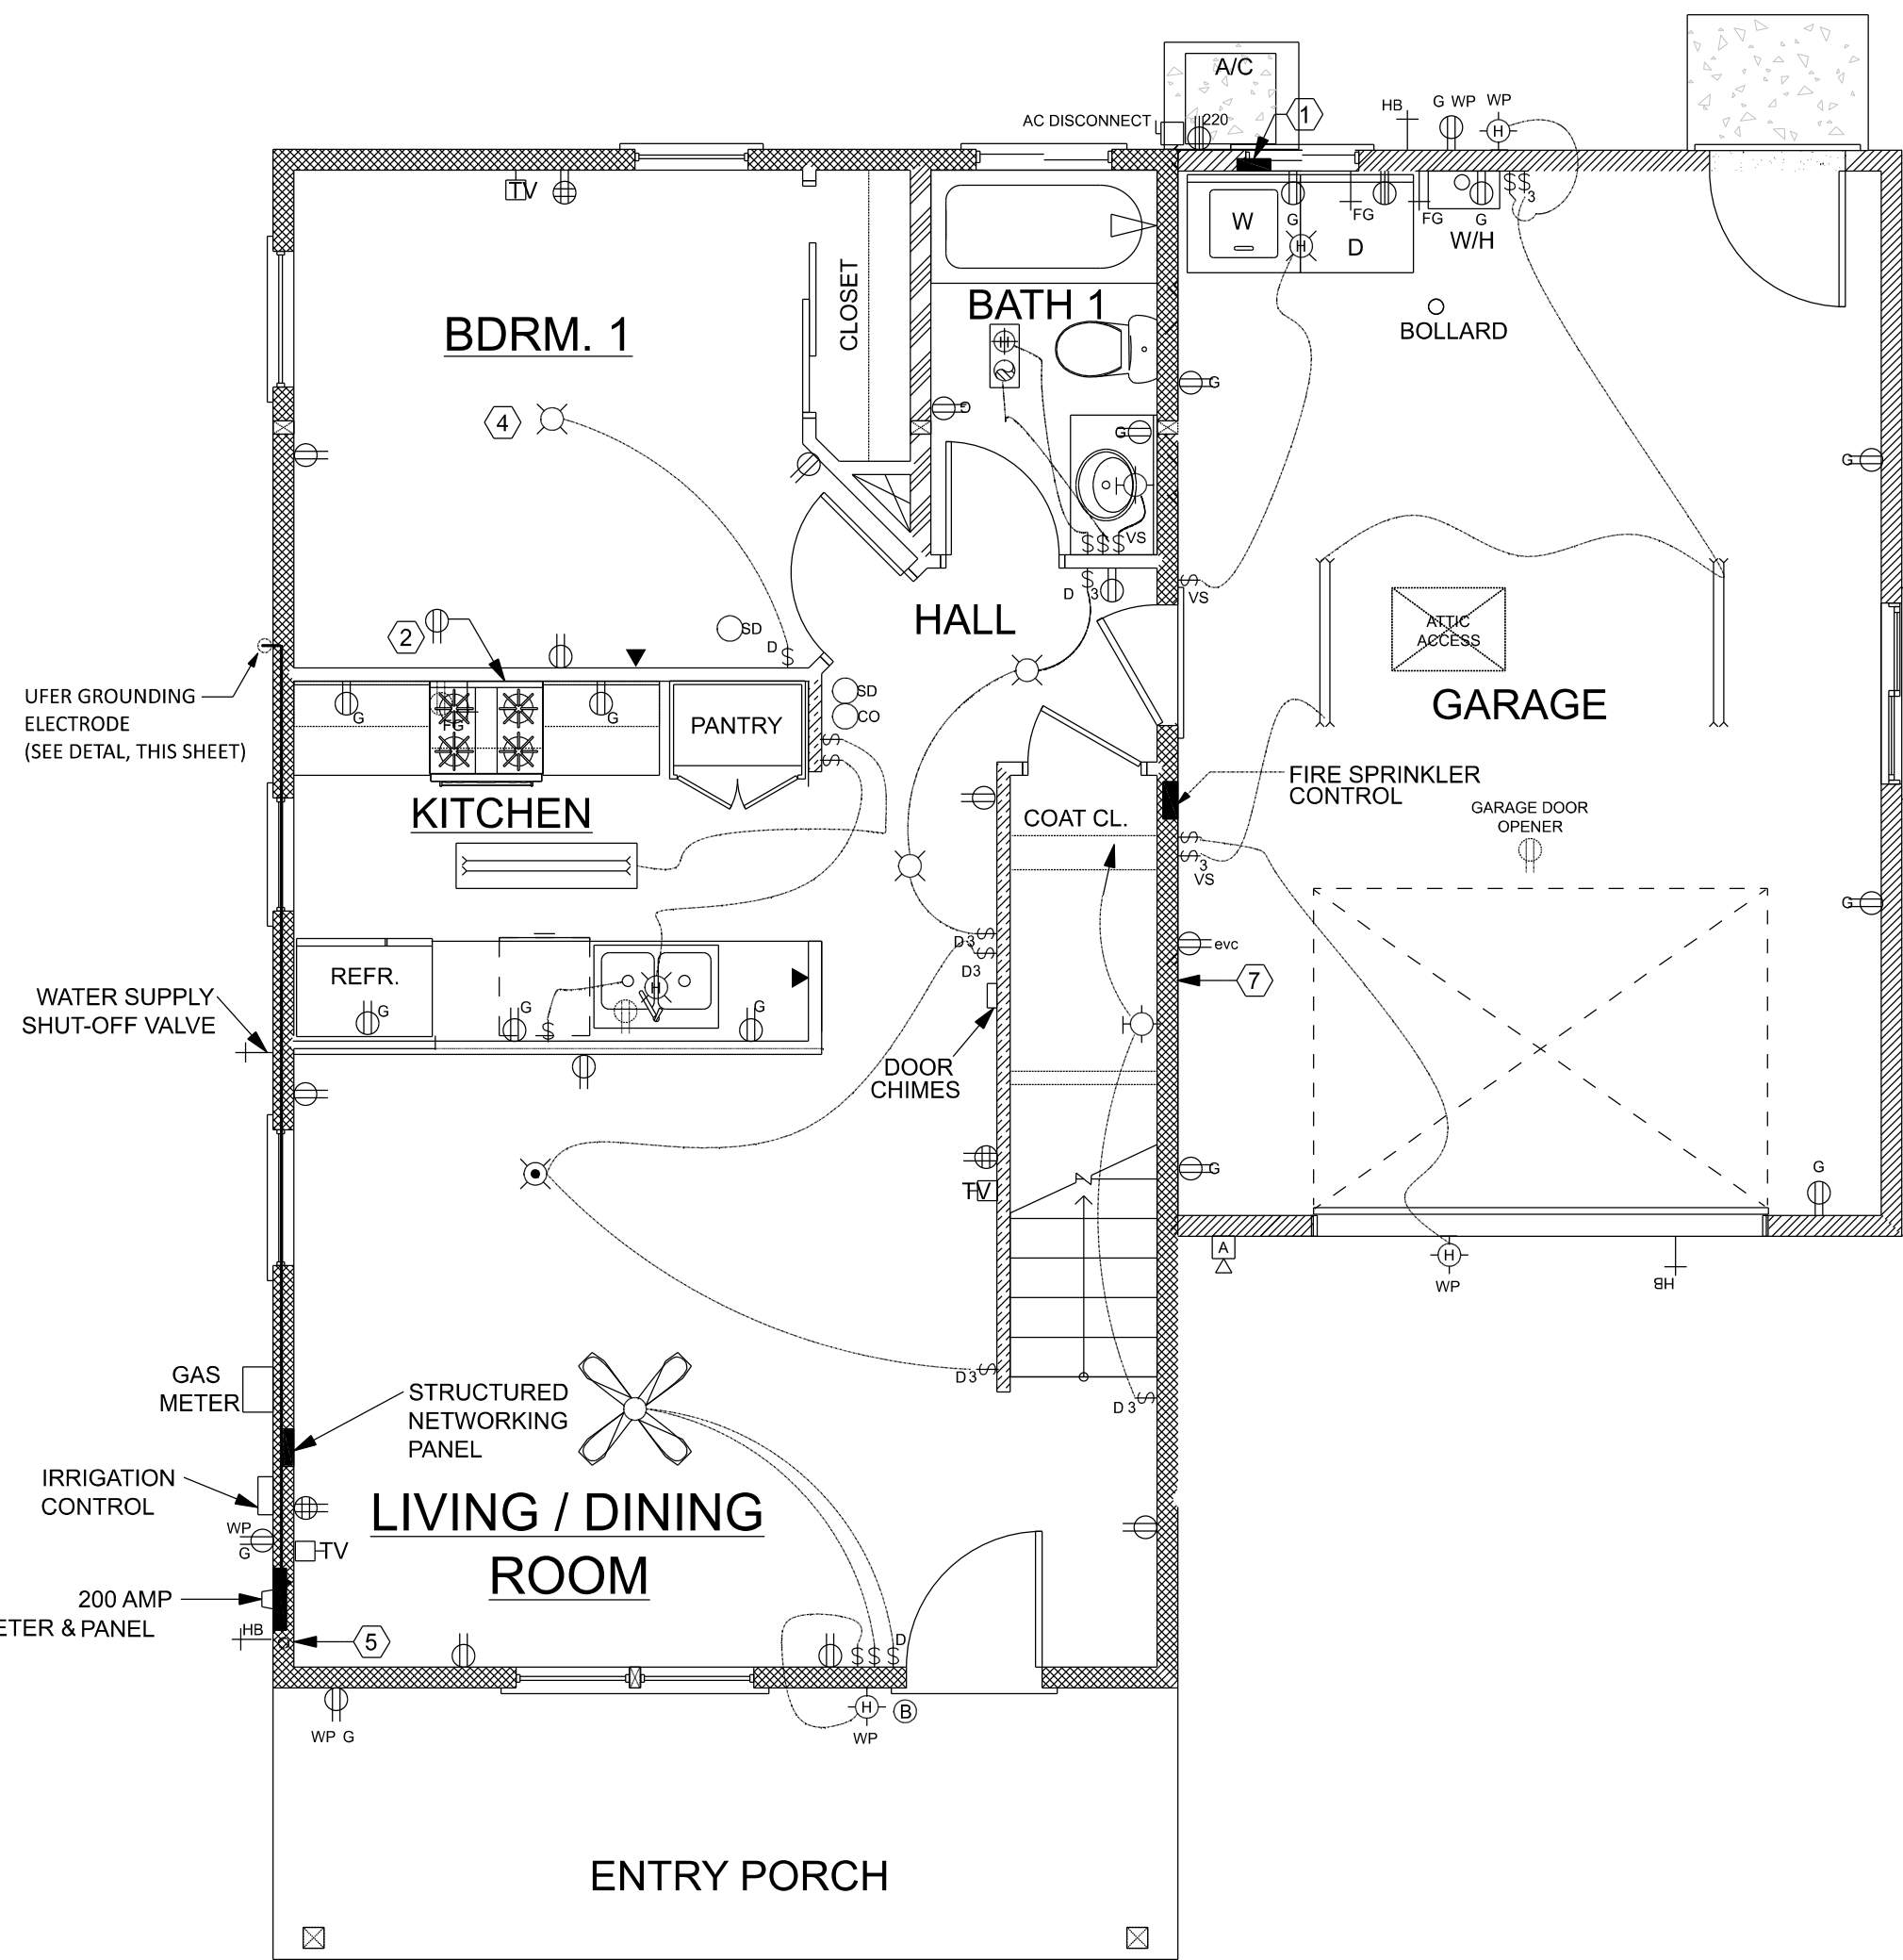 A/C
1
AC DISCONNECT
220
HB
G WP
WP
H
TV
G
FG
FG
G
3
W
H
D
W/H
BDRM. 1
CLOSET
BATH 1
H
BOLLARD
4
G
G
G
G
VS
VS
D
3
HALL
2
SD
D
ATTIC
ACCESS
UFER GROUNDING
ELECTRODE
(SEE DETAL, THIS SHEET)
SD
CO
G
FG
G
PANTRY
GARAGE
FIRE SPRINKLER
CONTROL
KITCHEN
COAT CL.
GARAGE DOOR
OPENER
3
VS
G
D3
D3
evc
7
REFR.
G
G
H
G
WATER SUPPLY
SHUT-OFF VALVE
DOOR
CHIMES
TV
G
G
A
H
WP
HB
GAS
METER
D3
D 3
STRUCTURED
NETWORKING
PANEL
IRRIGATION
CONTROL
WP
G
TV
LIVING / DINING
ROOM
200 AMP
ETER & PANEL
HB
5
D
WP G
H
WP
B
ENTRY PORCH